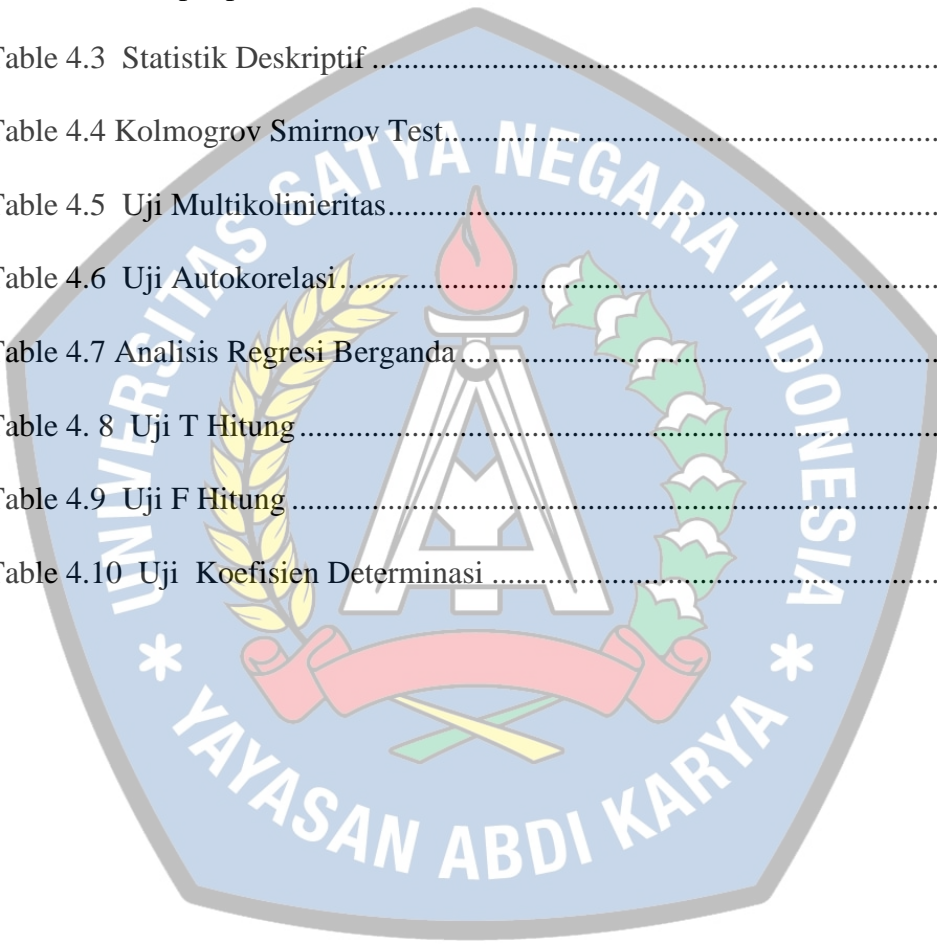 Table 4.3 Statistik Deskriptif ........................................................................
Table 4.4 Kolmogrov Smirnov Test...............................................................
Table 4.5 Uji Multikolinieritas......................................................................
Table 4.6 Uji Autokorelasi............................................................................
Table 4.7 Analisis Regresi Berganda.............................................................
Table 4. 8 Uji T Hitung.................................................................................
Table 4.9 Uji F Hitung ..................................................................................
Table 4.10 Uji Koefisien Determinasi .........................................................
UNIVERSITAS SATYA NEGARA INDONESIA
* YAYASAN ABDI KARYA *